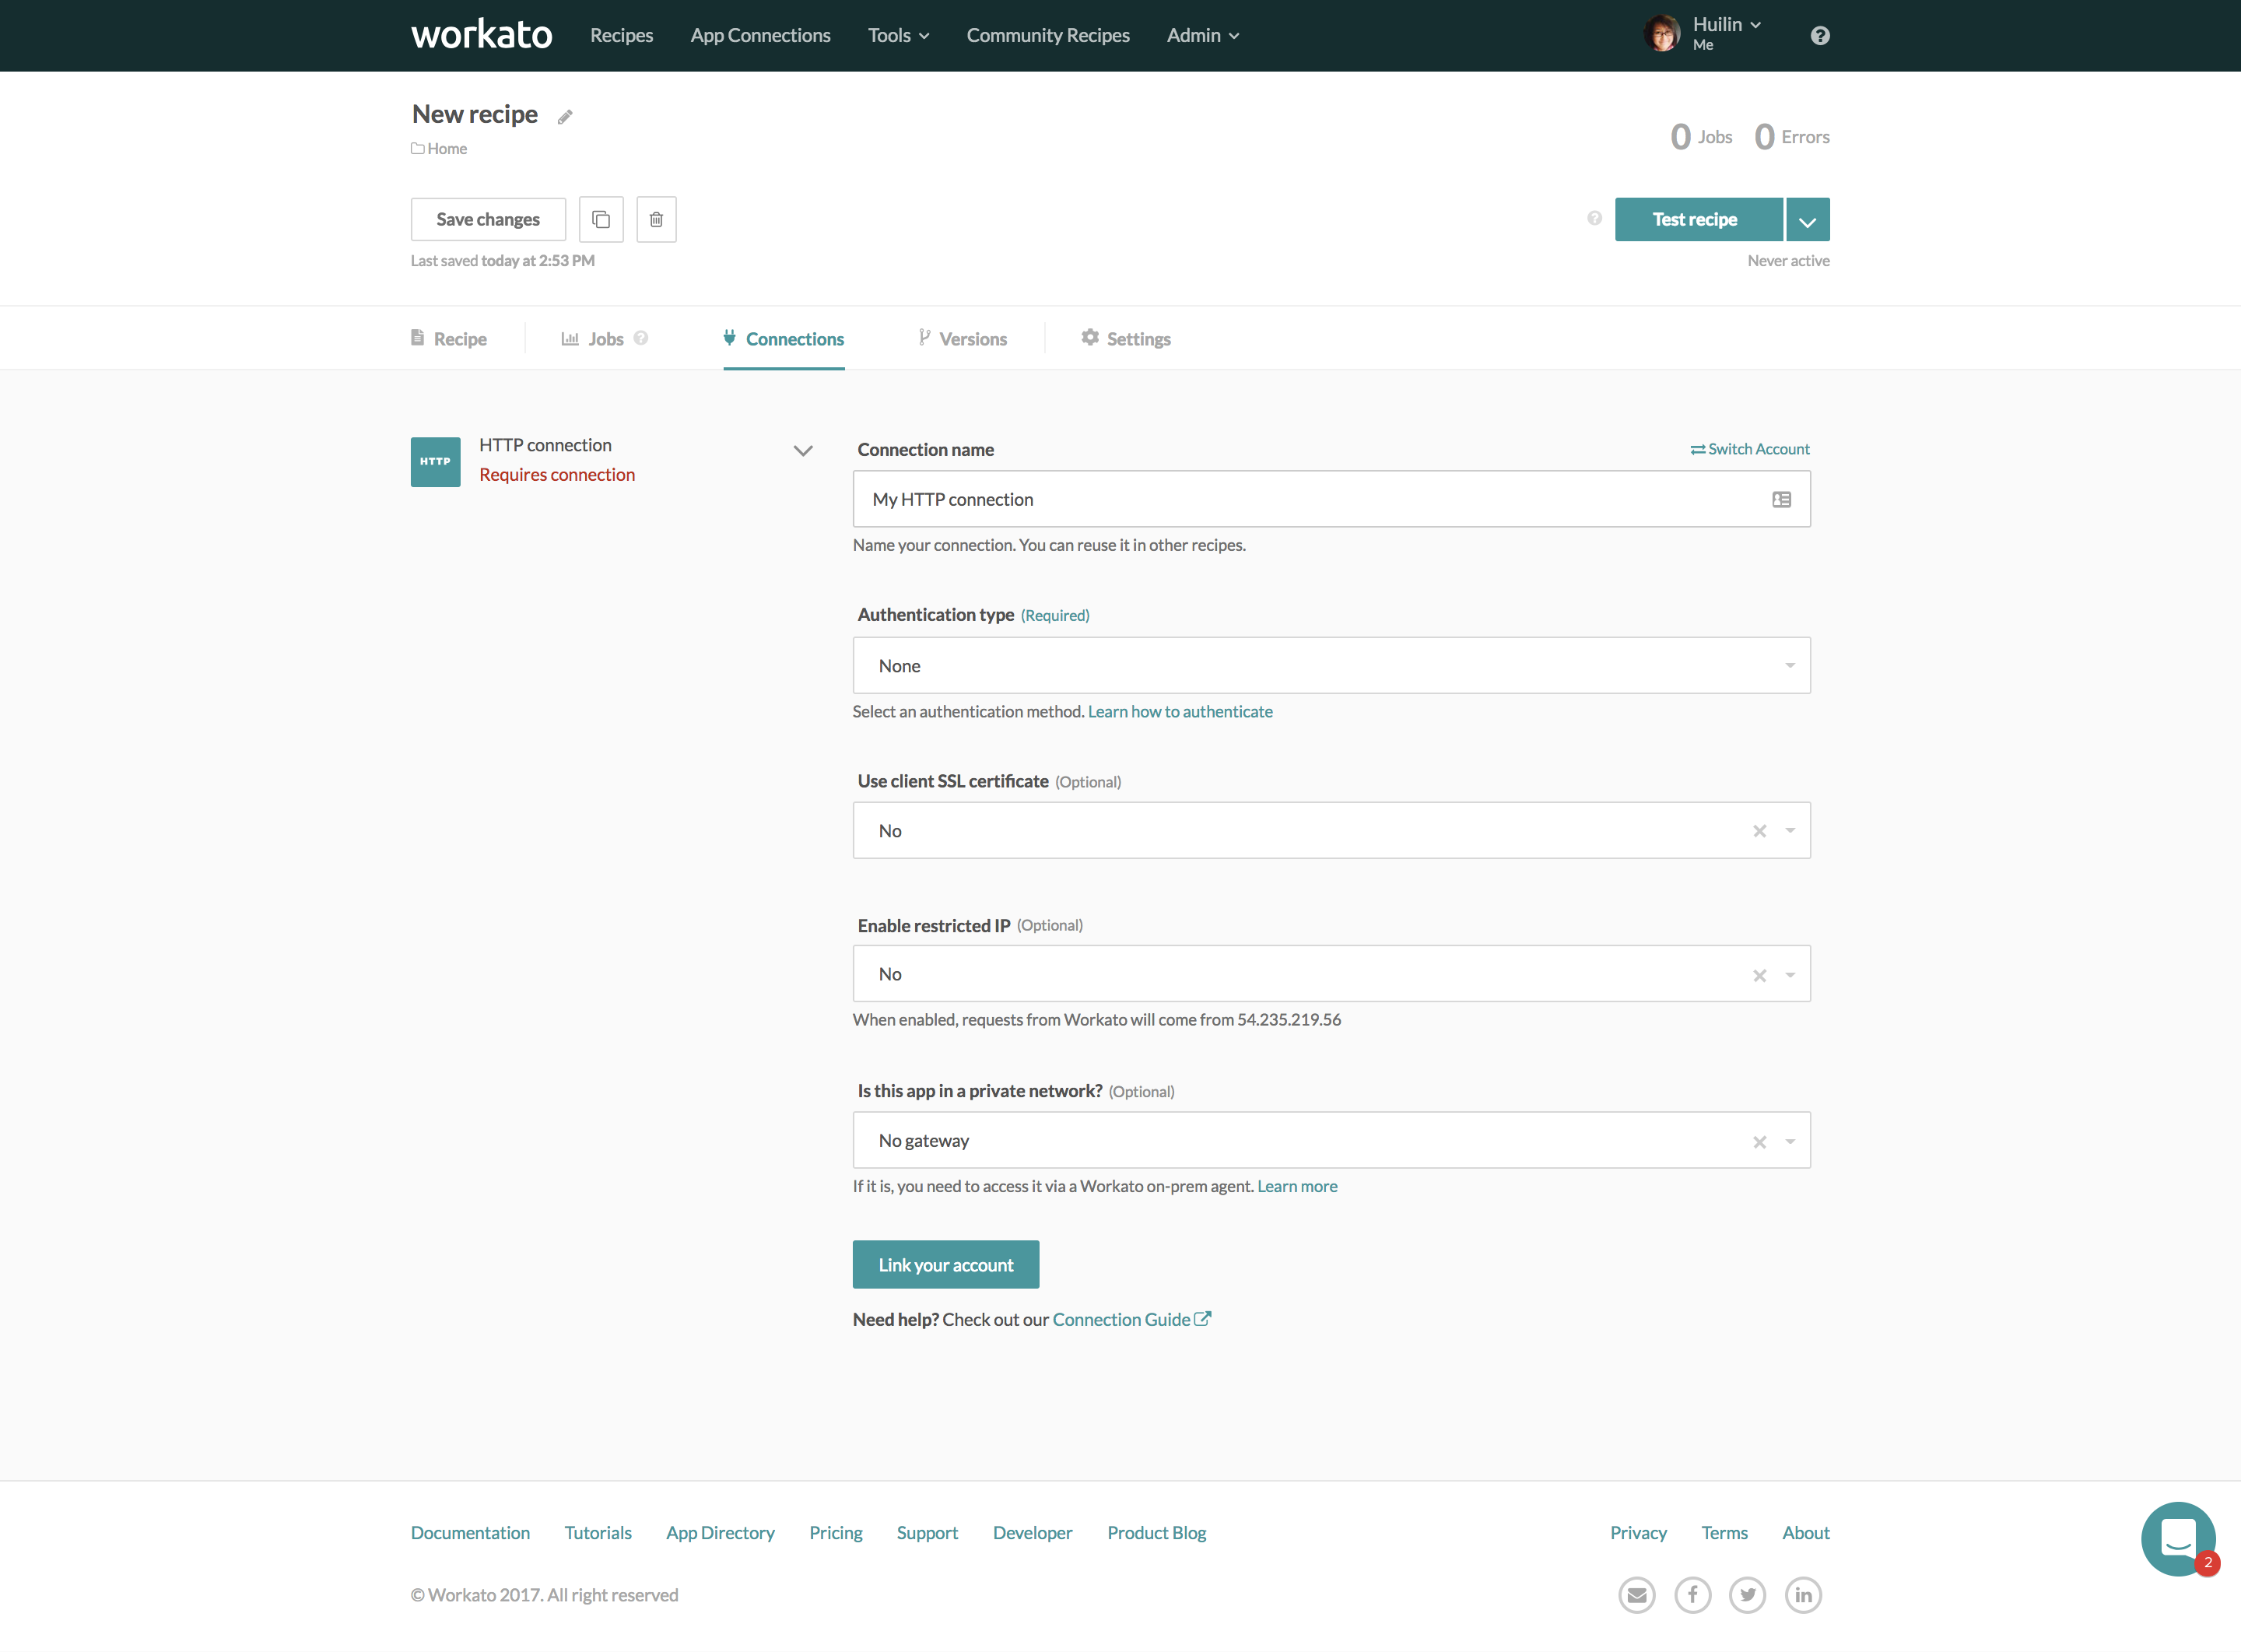 workato Recipes App Connections Tools Community Recipes Admin Huilin
Me
New recipe
Home
0 Jobs 0 Errors
Save changes Test recipe
Last saved today at 2:53 PM Never active
Recipe Jobs Connections Versions Settings
HTTP
HTTP connection
Requires connection
Connection name Switch Account
My HTTP connection
Name your connection. You can reuse it in other recipes.
Authentication type (Required)
None
Select an authentication method. Learn how to authenticate
Use client SSL certificate (Optional)
No
Enable restricted IP (Optional)
No
When enabled, requests from Workato will come from 54.235.219.56
Is this app in a private network? (Optional)
No gateway
If it is, you need to access it via a Workato on-prem agent. Learn more
Link your account
Need help? Check out our Connection Guide
Documentation Tutorials App Directory Pricing Support Developer Product Blog Privacy Terms About
2
© Workato 2017. All right reserved